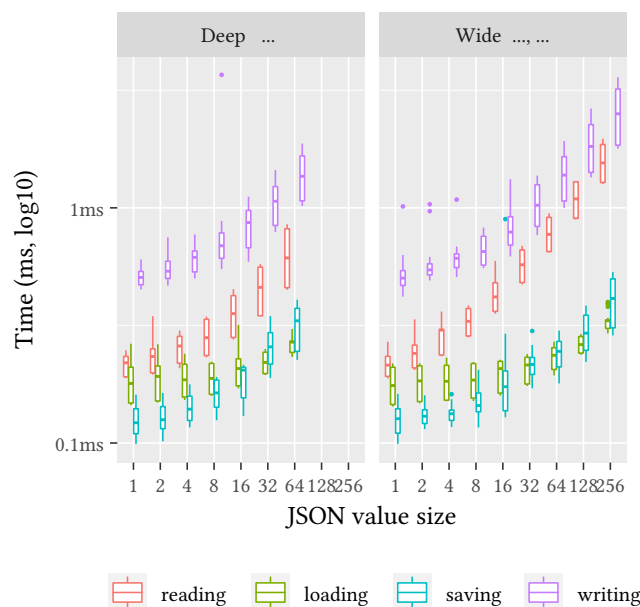 Deep ...
Wide ..., ...
Time (ms, log10)
1ms
0.1ms
1 2 4 8 16 32 64 128 256
1 2 4 8 16 32 64 128 256
JSON value size
reading loading saving writing